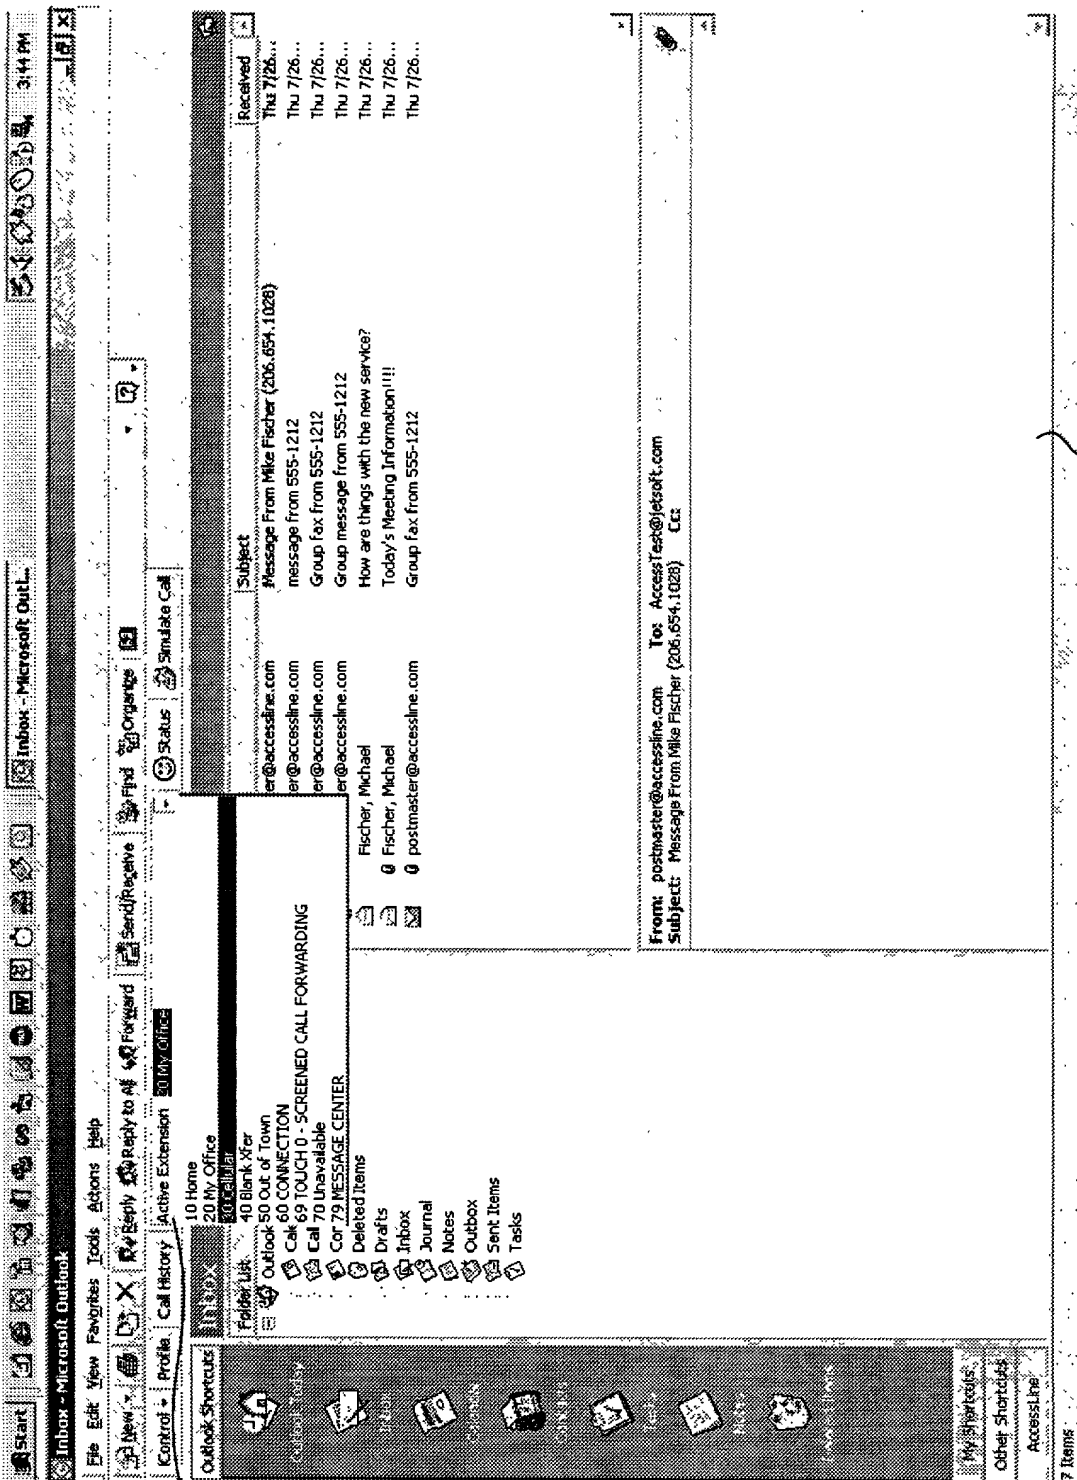 Start
Inbox - Microsoft Outl...
3:44 PM
Inbox - Microsoft Outlook
File Edit View Favorites Tools Actions Help
New Reply Reply to All Forward Send/Receive Find Organize
Control Profile Call History Active Extension 20 My Office Status Simulate Call
10 Home
20 My Office
30 cellular
40 Blank Xfer
50 Out of Town
60 CONNECTION
69 TOUCH 0 - SCREENED CALL FORWARDING
70 Unavailable
79 MESSAGE CENTER
Outlook Shortcuts
Inbox
Folder List
Outlook
Cale
Cal
Cor
Deleted Items
Drafts
Inbox
Journal
Notes
Outbox
Sent Items
Tasks
Subject Received
er@accessline.com Message From Mike Fischer (206.654.1028) Thu 7/26...
er@accessline.com message from 555-1212 Thu 7/26...
er@accessline.com Group fax from 555-1212 Thu 7/26...
er@accessline.com Group message from 555-1212 Thu 7/26...
Fischer, Michael How are things with the new service? Thu 7/26...
Fischer, Michael Today's Meeting Information!!!! Thu 7/26...
postmaster@accessline.com Group fax from 555-1212 Thu 7/26...
From: postmaster@accessline.com To: AccessTest@jetsoft.com
Subject: Message From Mike Fischer (206.654.1028) Cc:
My Shortcuts
Other Shortcuts
AccessLine
7 Items